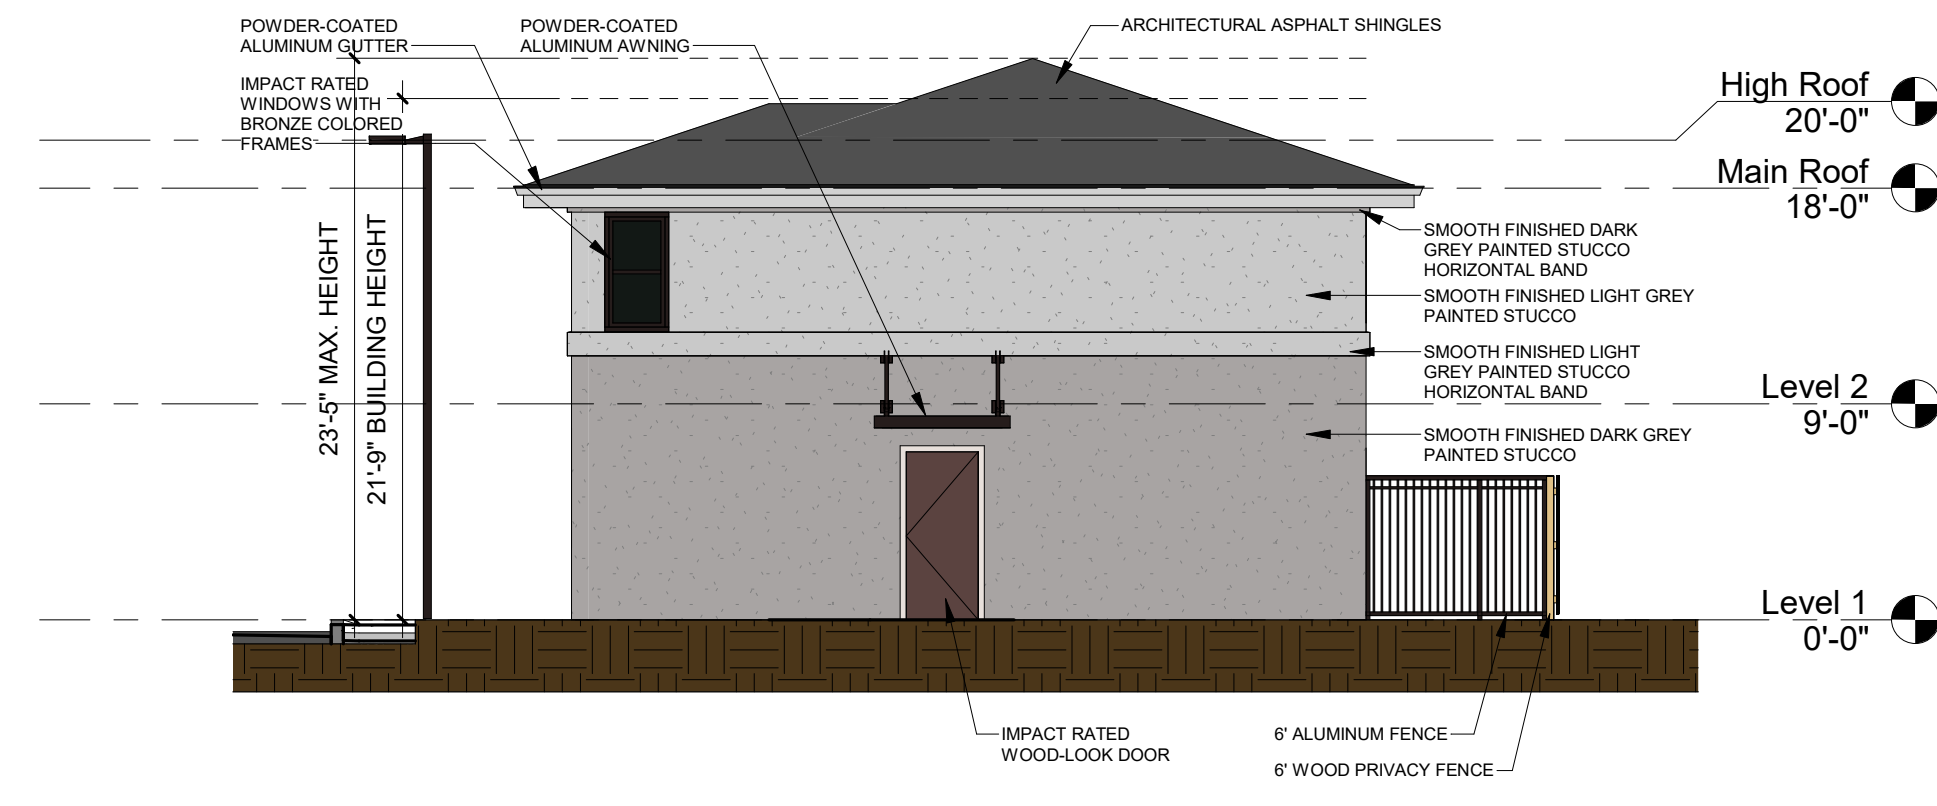 POWDER-COATED
ALUMINUM GUTTER
POWDER-COATED
ALUMINUM AWNING
ARCHITECTURAL ASPHALT SHINGLES
IMPACT RATED
WINDOWS WITH
BRONZE COLORED
FRAMES
High Roof
20'-0"
Main Roof
18'-0"
23'-5" MAX. HEIGHT
21'-9" BUILDING HEIGHT
SMOOTH FINISHED DARK
GREY PAINTED STUCCO
HORIZONTAL BAND
SMOOTH FINISHED LIGHT GREY
PAINTED STUCCO
SMOOTH FINISHED LIGHT
GREY PAINTED STUCCO
HORIZONTAL BAND
Level 2
9'-0"
SMOOTH FINISHED DARK GREY
PAINTED STUCCO
Level 1
0'-0"
IMPACT RATED
WOOD-LOOK DOOR
6' ALUMINUM FENCE
6' WOOD PRIVACY FENCE